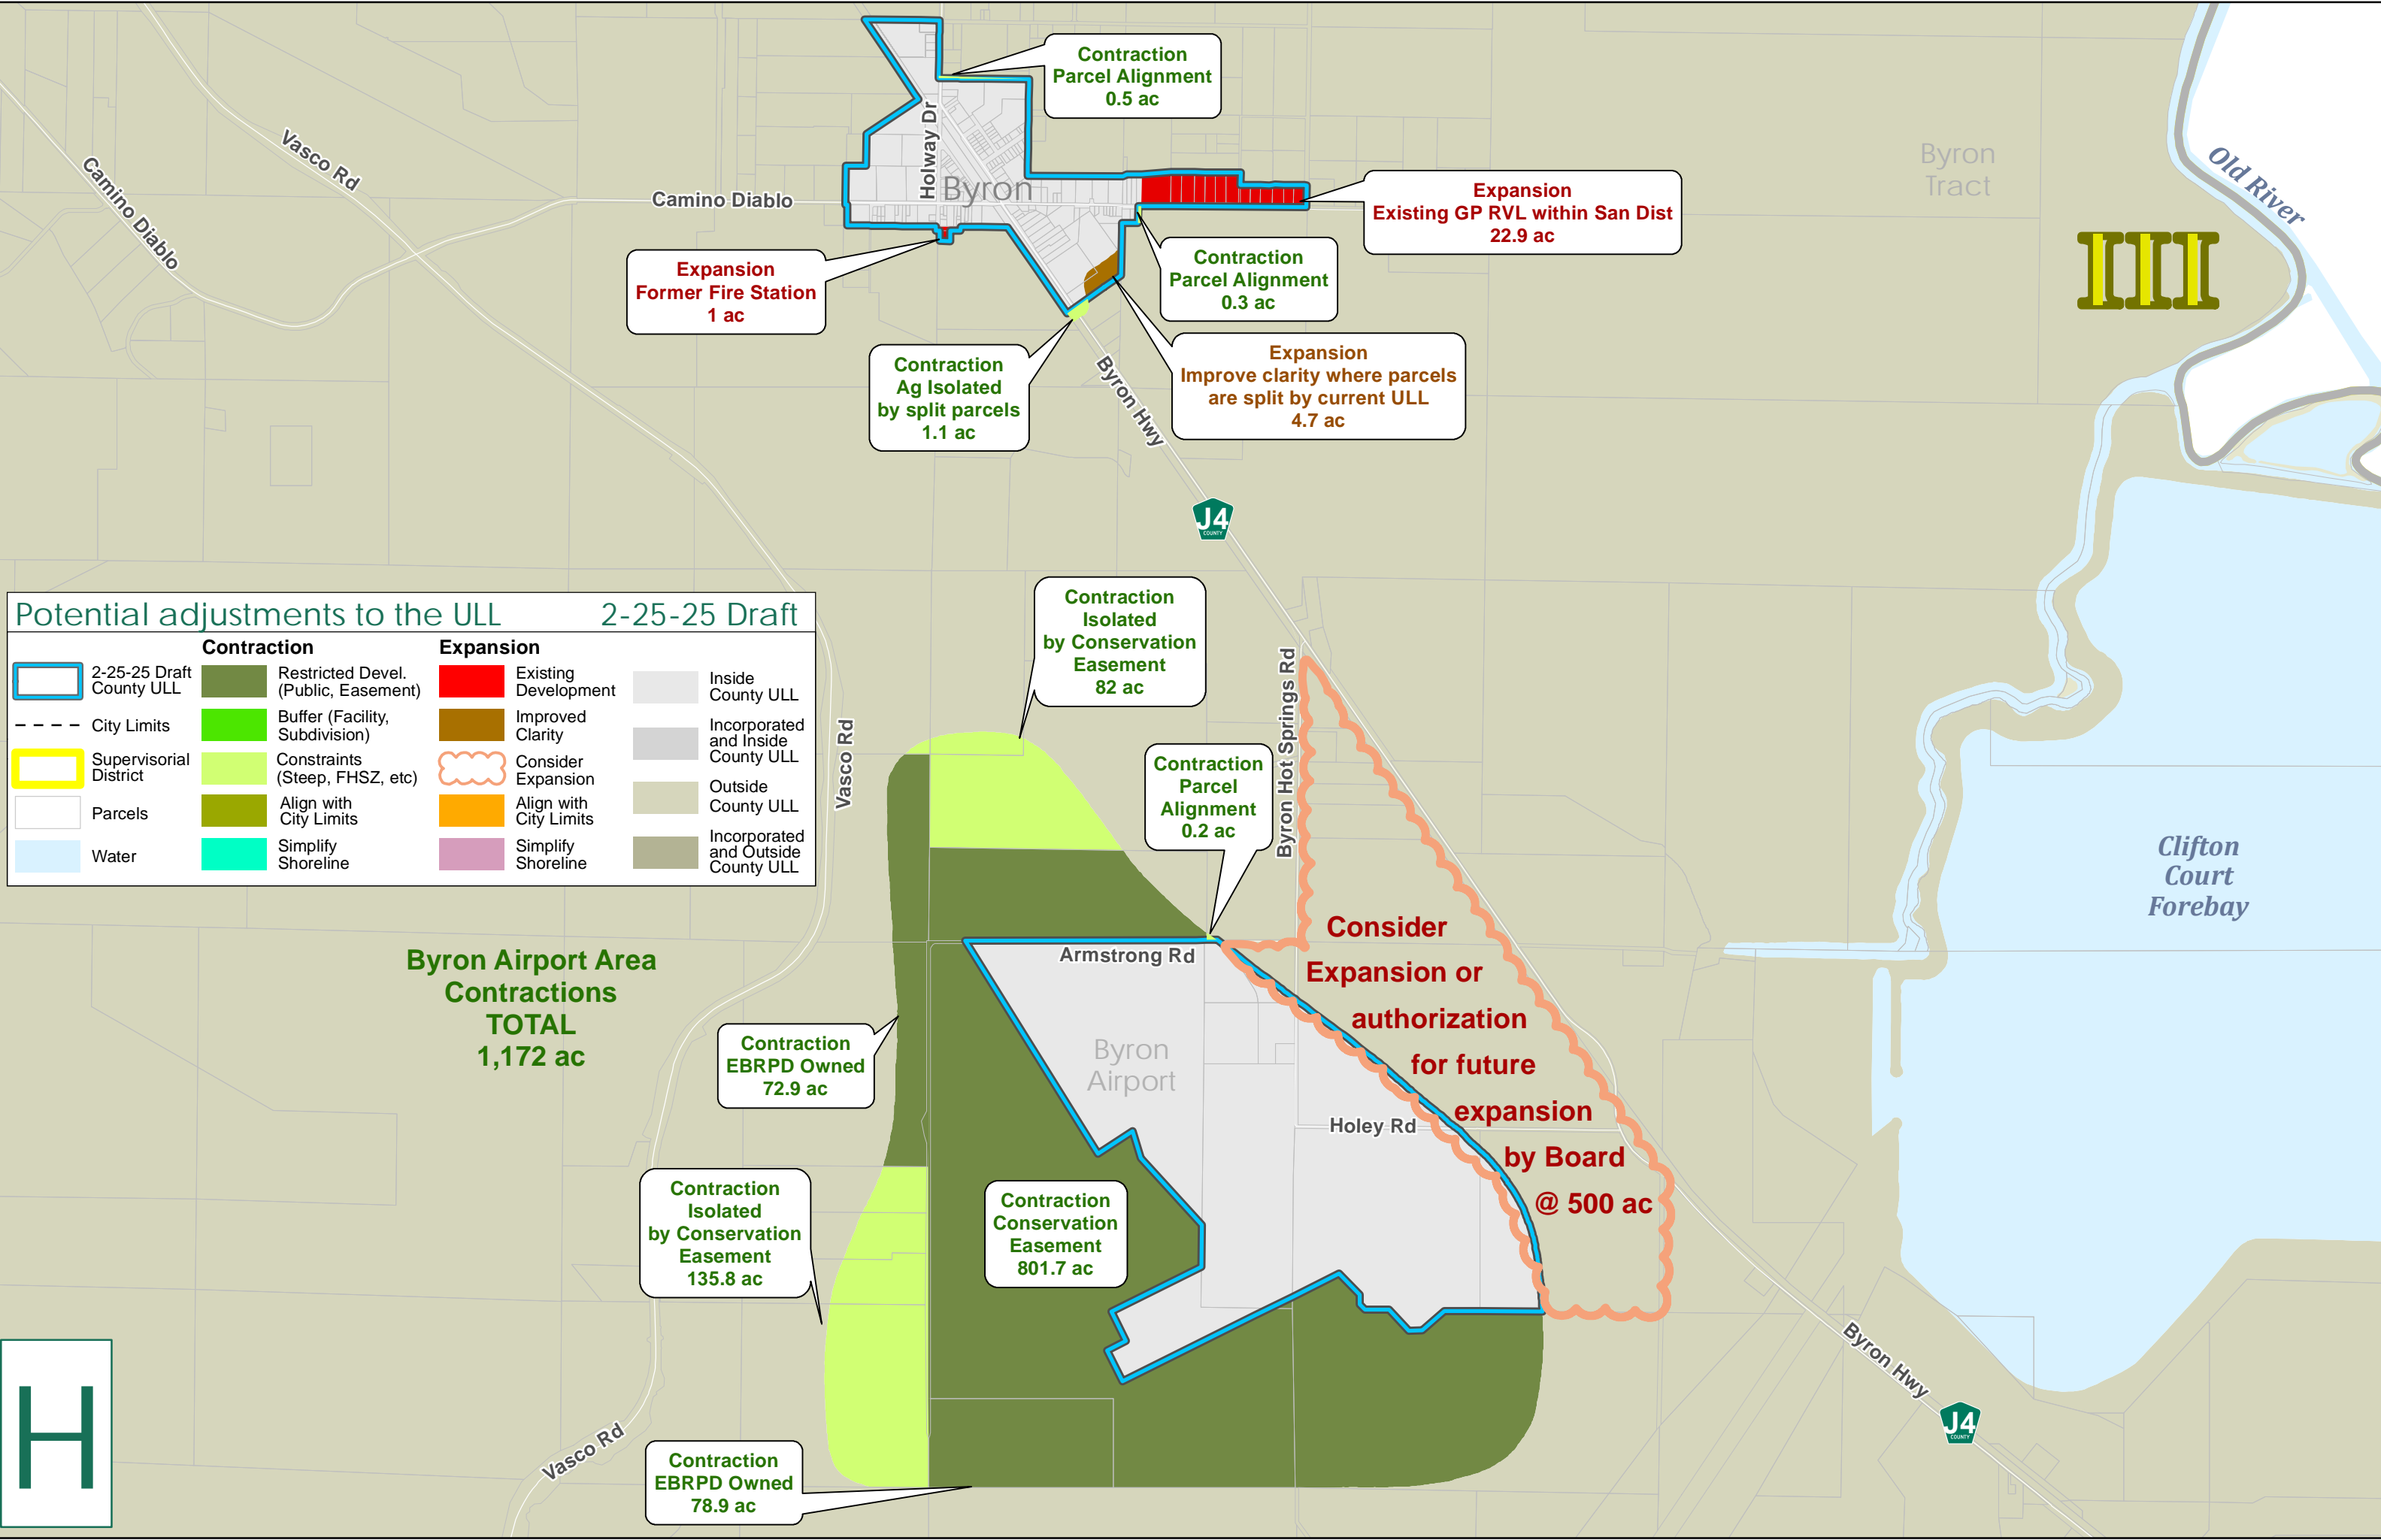 Contraction
Parcel Alignment
0.5 ac
Holway Dr
Byron
Camino Diablo
Vasco Rd
Camino Diablo
Expansion
Existing GP RVL within San Dist
22.9 ac
Byron
Tract
Old River
III
Expansion
Former Fire Station
1 ac
Contraction
Parcel Alignment
0.3 ac
Contraction
Ag Isolated
by split parcels
1.1 ac
Expansion
Improve clarity where parcels
are split by current ULL
4.7 ac
Byron Hwy
J4
COUNTY
Potential adjustments to the ULL 2-25-25 Draft
2-25-25 Draft
County ULL
City Limits
Supervisorial
District
Parcels
Water
Contraction
Restricted Devel.
(Public, Easement)
Buffer (Facility,
Subdivision)
Constraints
(Steep, FHSZ, etc)
Align with
City Limits
Simplify
Shoreline
Expansion
Existing
Development
Improved
Clarity
Consider
Expansion
Align with
City Limits
Simplify
Shoreline
Inside
County ULL
Incorporated
and Inside
County ULL
Outside
County ULL
Incorporated
and Outside
County ULL
Vasco Rd
Contraction
Isolated
by Conservation
Easement
82 ac
Contraction
Parcel
Alignment
0.2 ac
Byron Hot Springs Rd
Clifton
Court
Forebay
Byron Airport Area
Contractions
TOTAL
1,172 ac
Armstrong Rd
Consider
Expansion or
authorization
for future
expansion
by Board
@ 500 ac
Contraction
EBRPD Owned
72.9 ac
Byron
Airport
Holey Rd
Contraction
Isolated
by Conservation
Easement
135.8 ac
Contraction
Conservation
Easement
801.7 ac
Byron Hwy
J4
COUNTY
H
Vasco Rd
Contraction
EBRPD Owned
78.9 ac